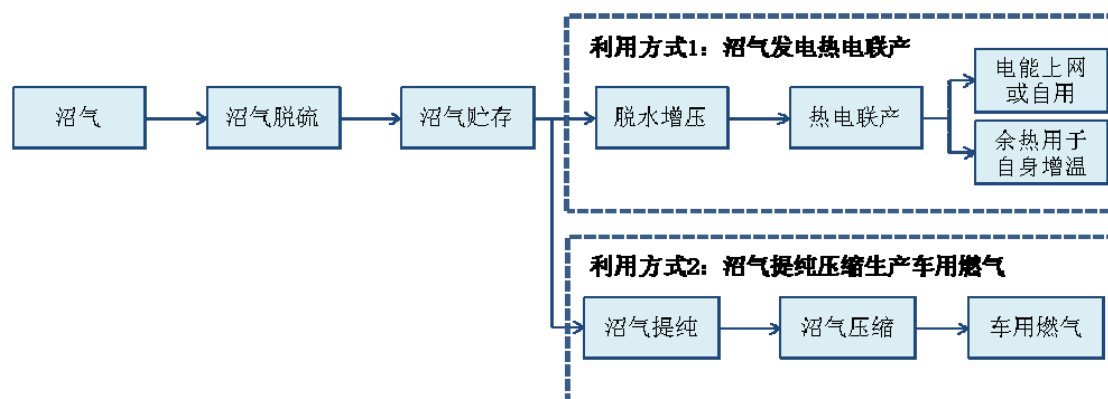 利用方式1：沼气发电热电联产
沼气
沼气脱硫
沼气贮存
脱水增压
热电联产
电能上网
或自用
余热用于
自身增温
利用方式2：沼气提纯压缩生产车用燃气
沼气提纯
沼气压缩
车用燃气